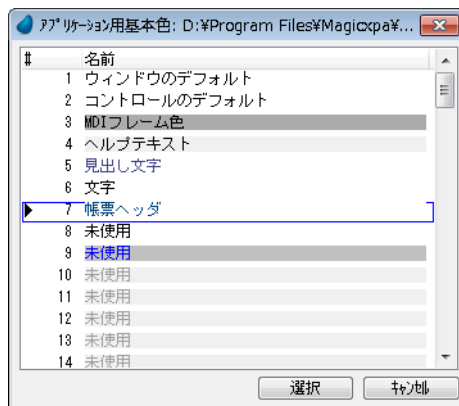 ｱﾌﾟﾘｹｰｼｮﾝ用基本色: D:¥Program Files¥Magicxpa¥...
# 名前
1 ウィンドウのデフォルト
2 コントロールのデフォルト
3 MDIフレーム色
4 ヘルプテキスト
5 見出し文字
6 文字
7 帳票ヘッダ
8 未使用
9 未使用
10 未使用
11 未使用
12 未使用
13 未使用
14 未使用
選択 ｷｬﾝｾﾙ